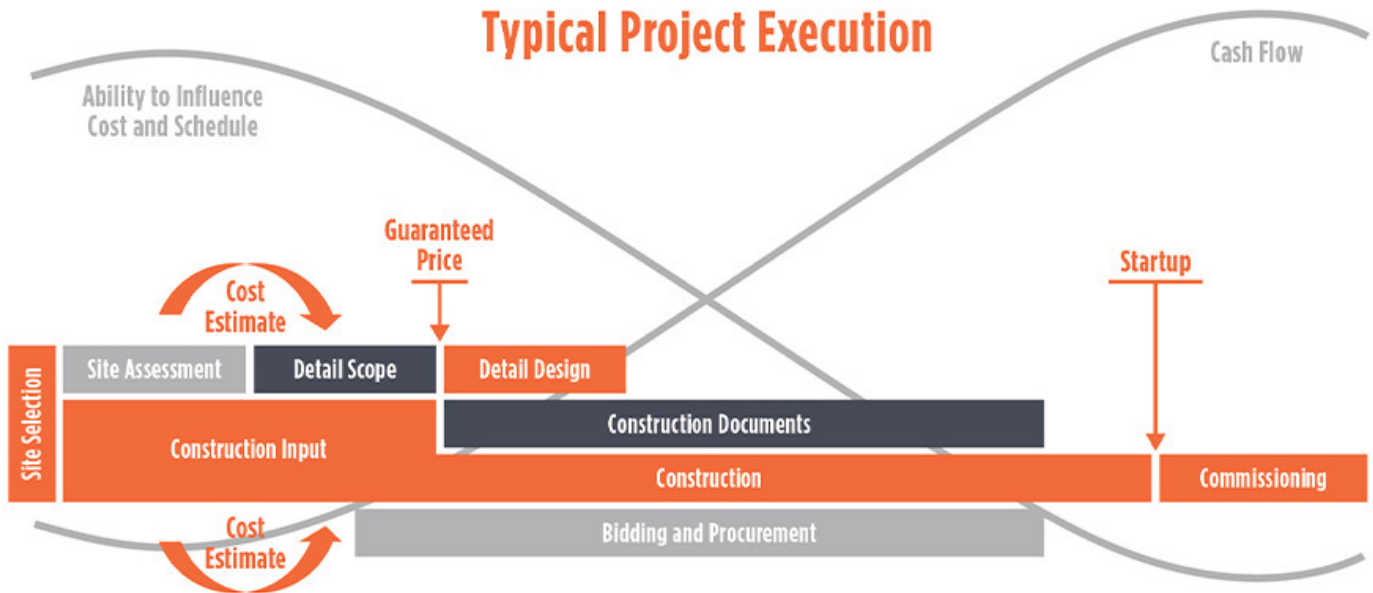 Typical Project Execution
Cash Flow
Ability to Influence
Cost and Schedule
Guaranteed
Price
Startup
Cost
Estimate
Site Selection
Site Assessment
Detail Scope
Detail Design
Construction Input
Construction Documents
Construction
Commissioning
Cost
Estimate
Bidding and Procurement